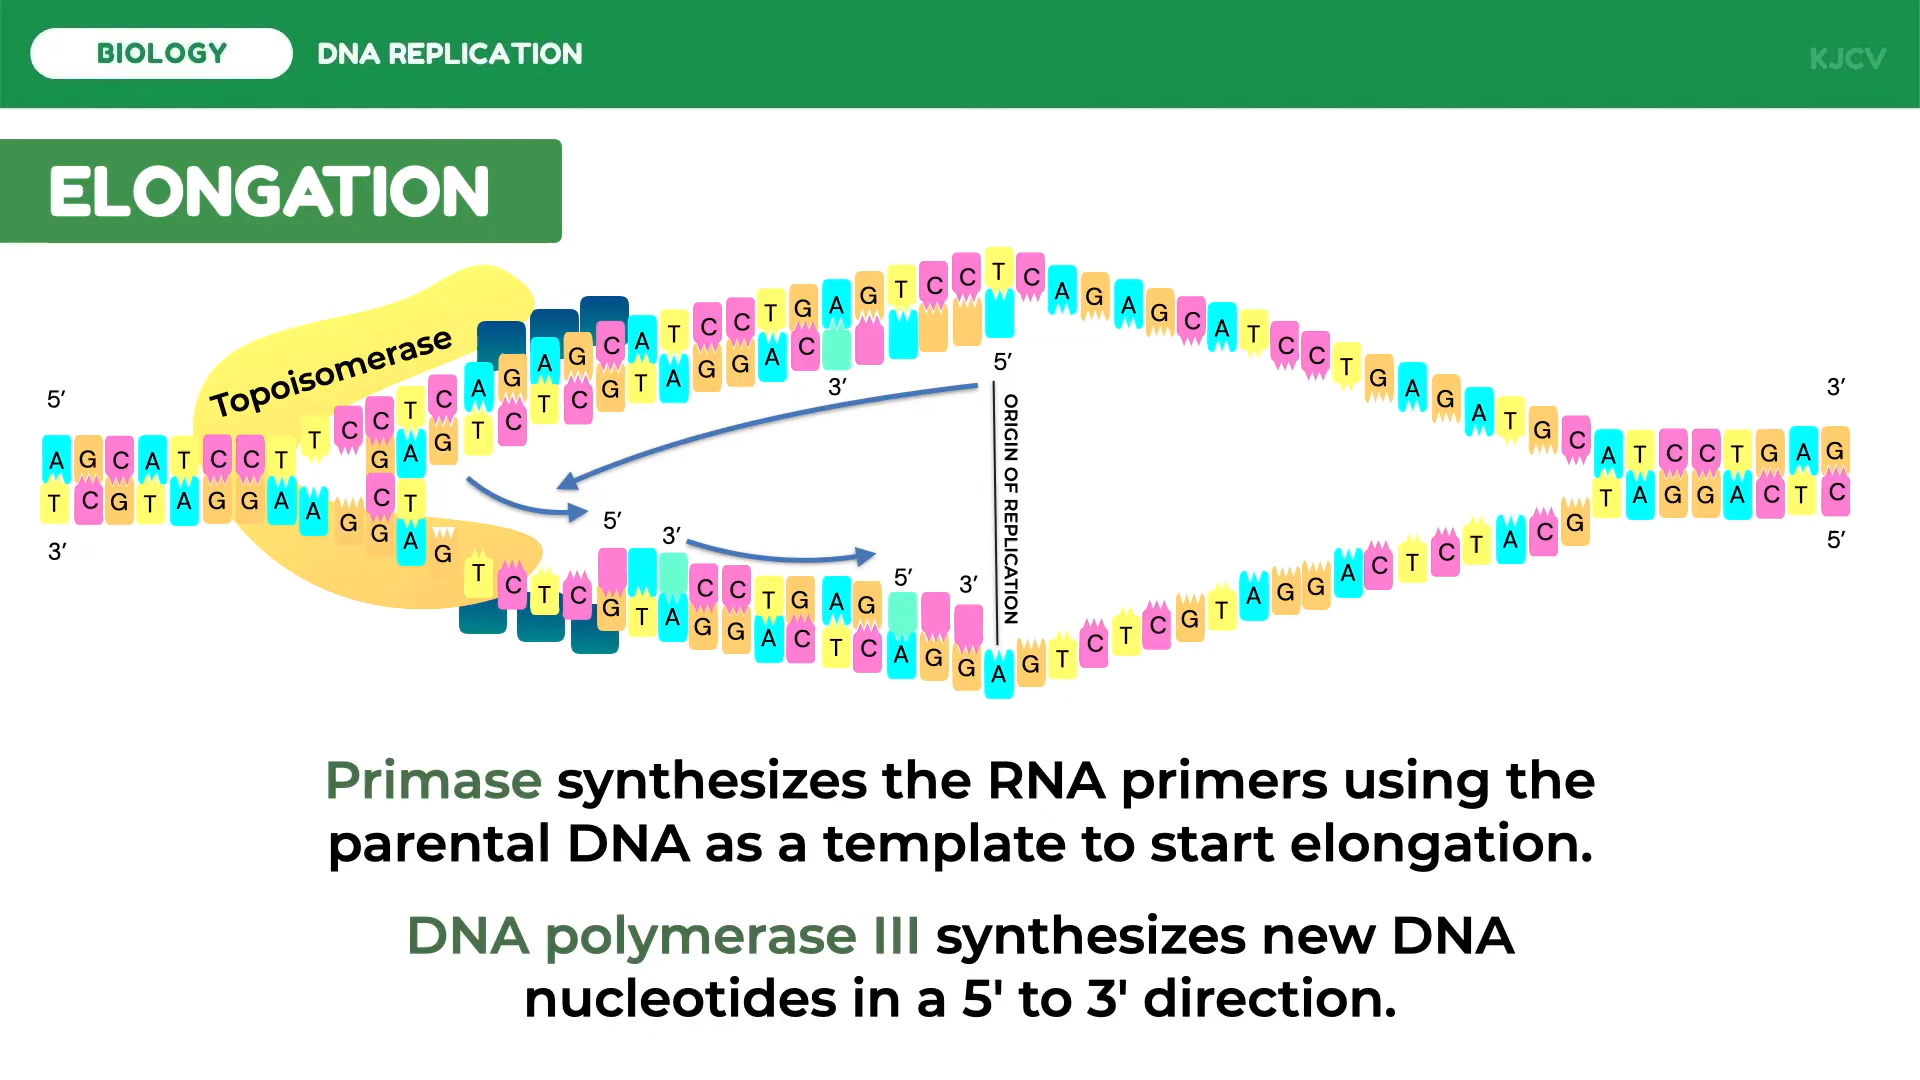 BIOLOGY
DNA REPLICATION
KJCV
ELONGATION
Topoisomerase
5’
3’
5’
3’
5’
3’
5’
3’
3’
5’
ORIGIN OF REPLICATION
A G C A T C C T T C C T C A G A G C A T C C T G A G T C C T C A G A G C A T C C T G A G A T G C A T C C T G A G
G A G T C T C G T A G G A C
C T
C C T G A G
T C G T A G G A A G G A G T C T C G T A G G A C T C A G G A G T C T C G T A G G A C T C T A C G T A G G A C T C
Primase synthesizes the RNA primers using the
parental DNA as a template to start elongation.
DNA polymerase III synthesizes new DNA
nucleotides in a 5' to 3' direction.